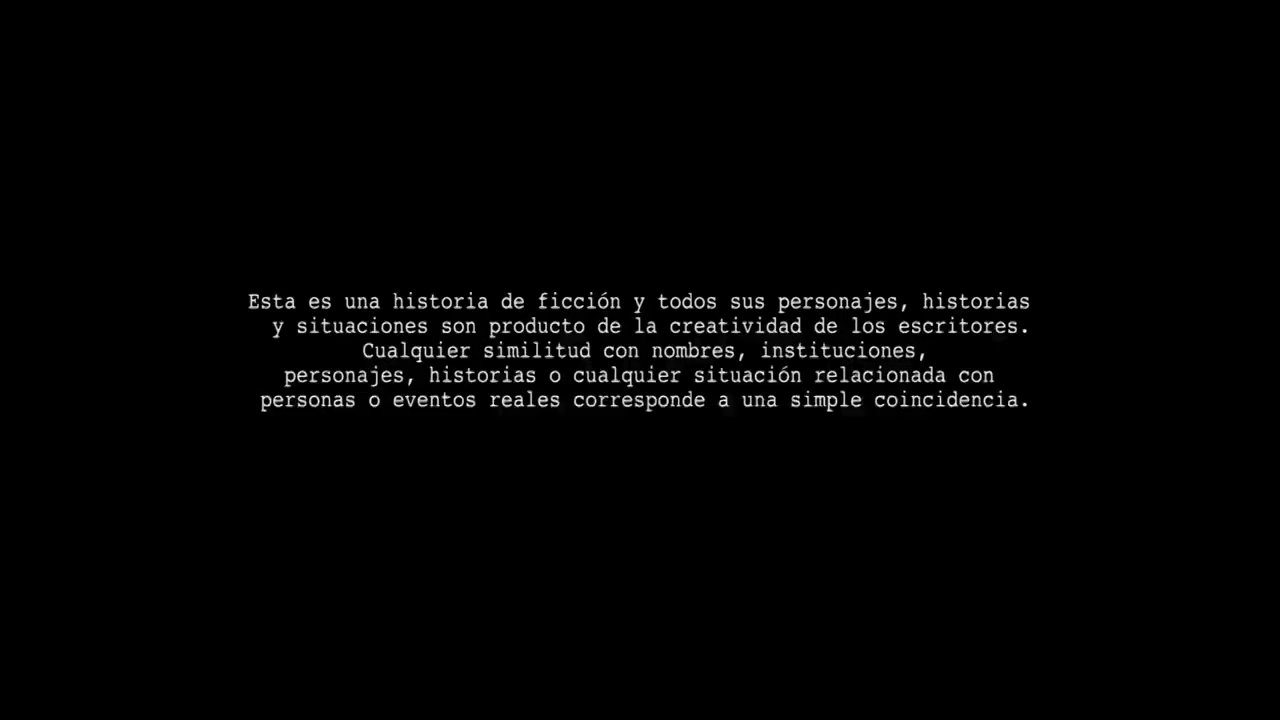 Esta es una historia de ficción y todos sus personajes, historias
y situaciones son producto de la creatividad de los escritores.
Cualquier similitud con nombres, instituciones,
personajes, historias o cualquier situación relacionada con
personas o eventos reales corresponde a una simple coincidencia.